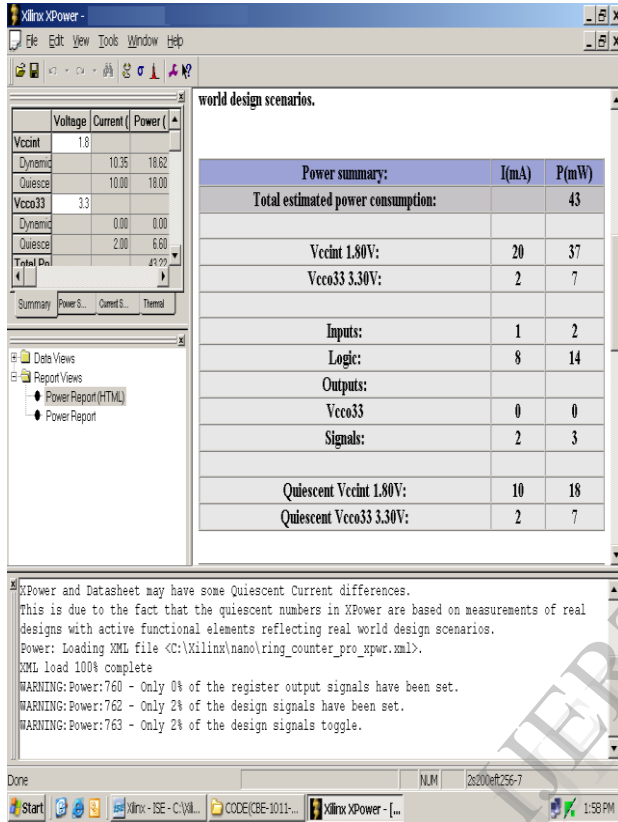 Xilinx XPower -
File Edit View Tools Window Help
Voltage Current ( Power (
Vccint 1.8
Dynamic 10.35 18.62
Quiesce 10.00 18.00
Vcco33 3.3
Dynamic 0.00 0.00
Quiesce 2.00 6.60
Total Po 43.22
Summary Power S... Current S... Thermal
Data Views
Report Views
Power Report (HTML)
Power Report
world design scenarios.
Power summary: I(mA) P(mW)
Total estimated power consumption: 43
Vccint 1.80V: 20 37
Vcco33 3.30V: 2 7
Inputs: 1 2
Logic: 8 14
Outputs:
Vcco33 0 0
Signals: 2 3
Quiescent Vccint 1.80V: 10 18
Quiescent Vcco33 3.30V: 2 7
XPower and Datasheet may have some Quiescent Current differences.
This is due to the fact that the quiescent numbers in XPower are based on measurements of real
designs with active functional elements reflecting real world design scenarios.
Power: Loading XML file <C:\Xilinx\nano\ring_counter_pro_xpwr.xml>.
XML load 100% complete
WARNING:Power:760 - Only 0% of the register output signals have been set.
WARNING:Power:762 - Only 2% of the design signals have been set.
WARNING:Power:763 - Only 2% of the design signals toggle.
Done NUM 2s200eft256-7
Start Xilinx - ISE - C:\Xili... CODE(CBE-1011-... Xilinx XPower - [... 1:58 PM
IJERT